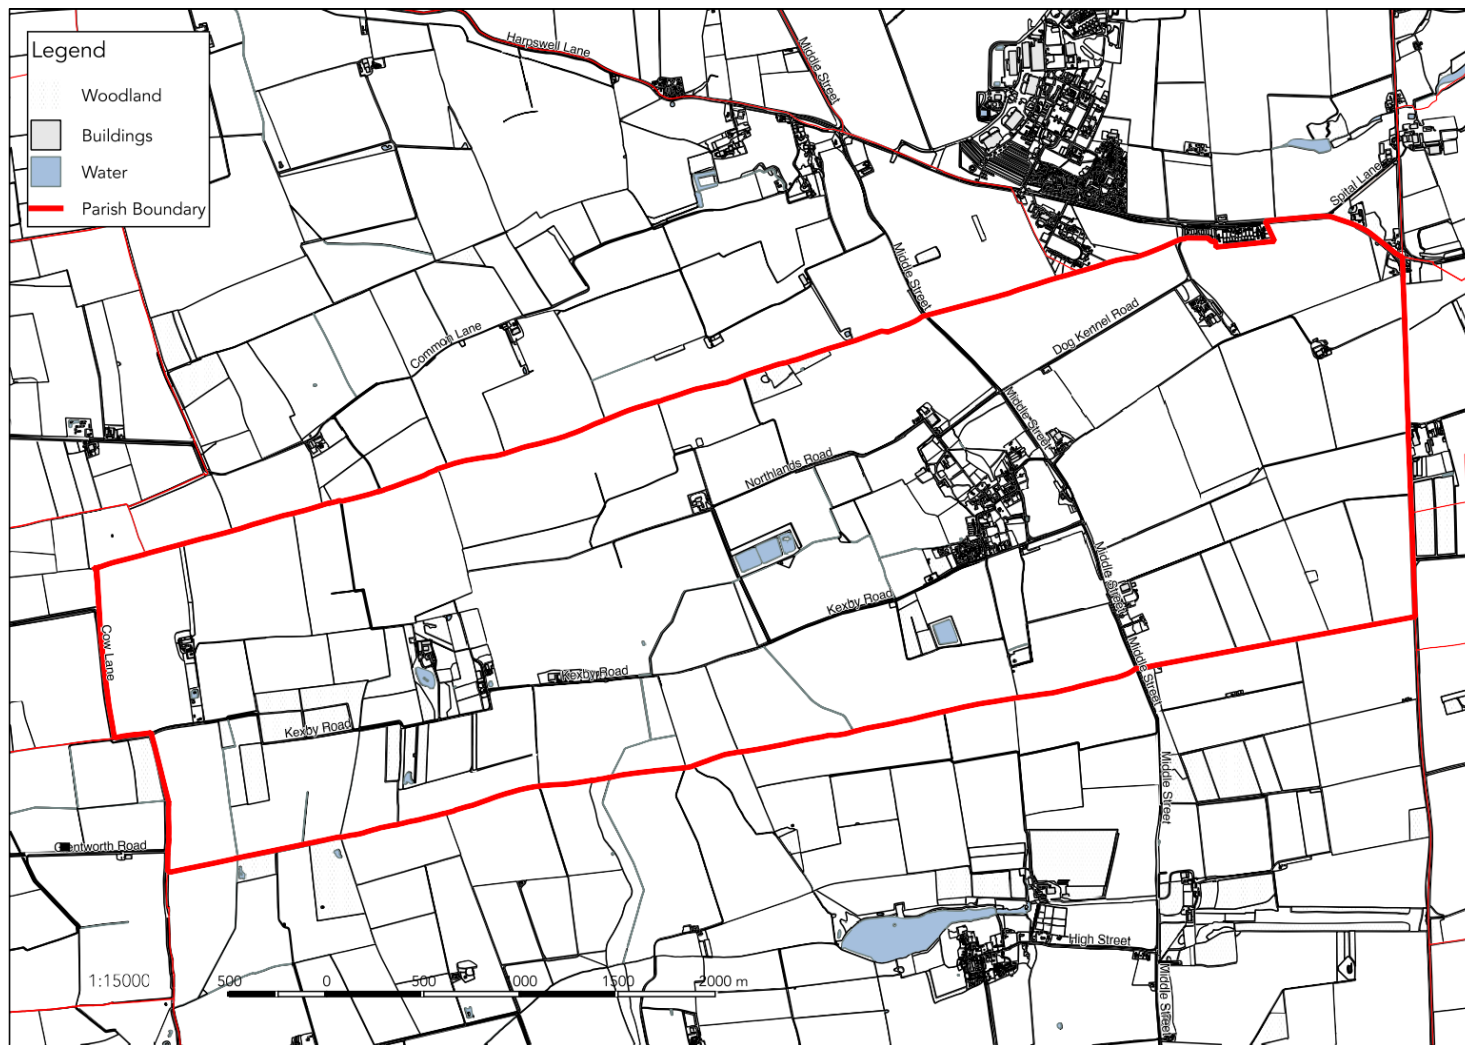 Harpswell Lane
Middle Street
Legend
Woodland
Buildings
Water
Parish Boundary
Spital Lane
Middle Street
Dog Kennel Road
Common Lane
Middle Street
Northlands Road
Middle Street
Kexby Road
Cow Lane
Kexby Road
Middle Street
Kexby Road
Middle Street
Glentworth Road
High Street
Middle Street
1:15000
500 0 500 1000 1500 2000 m